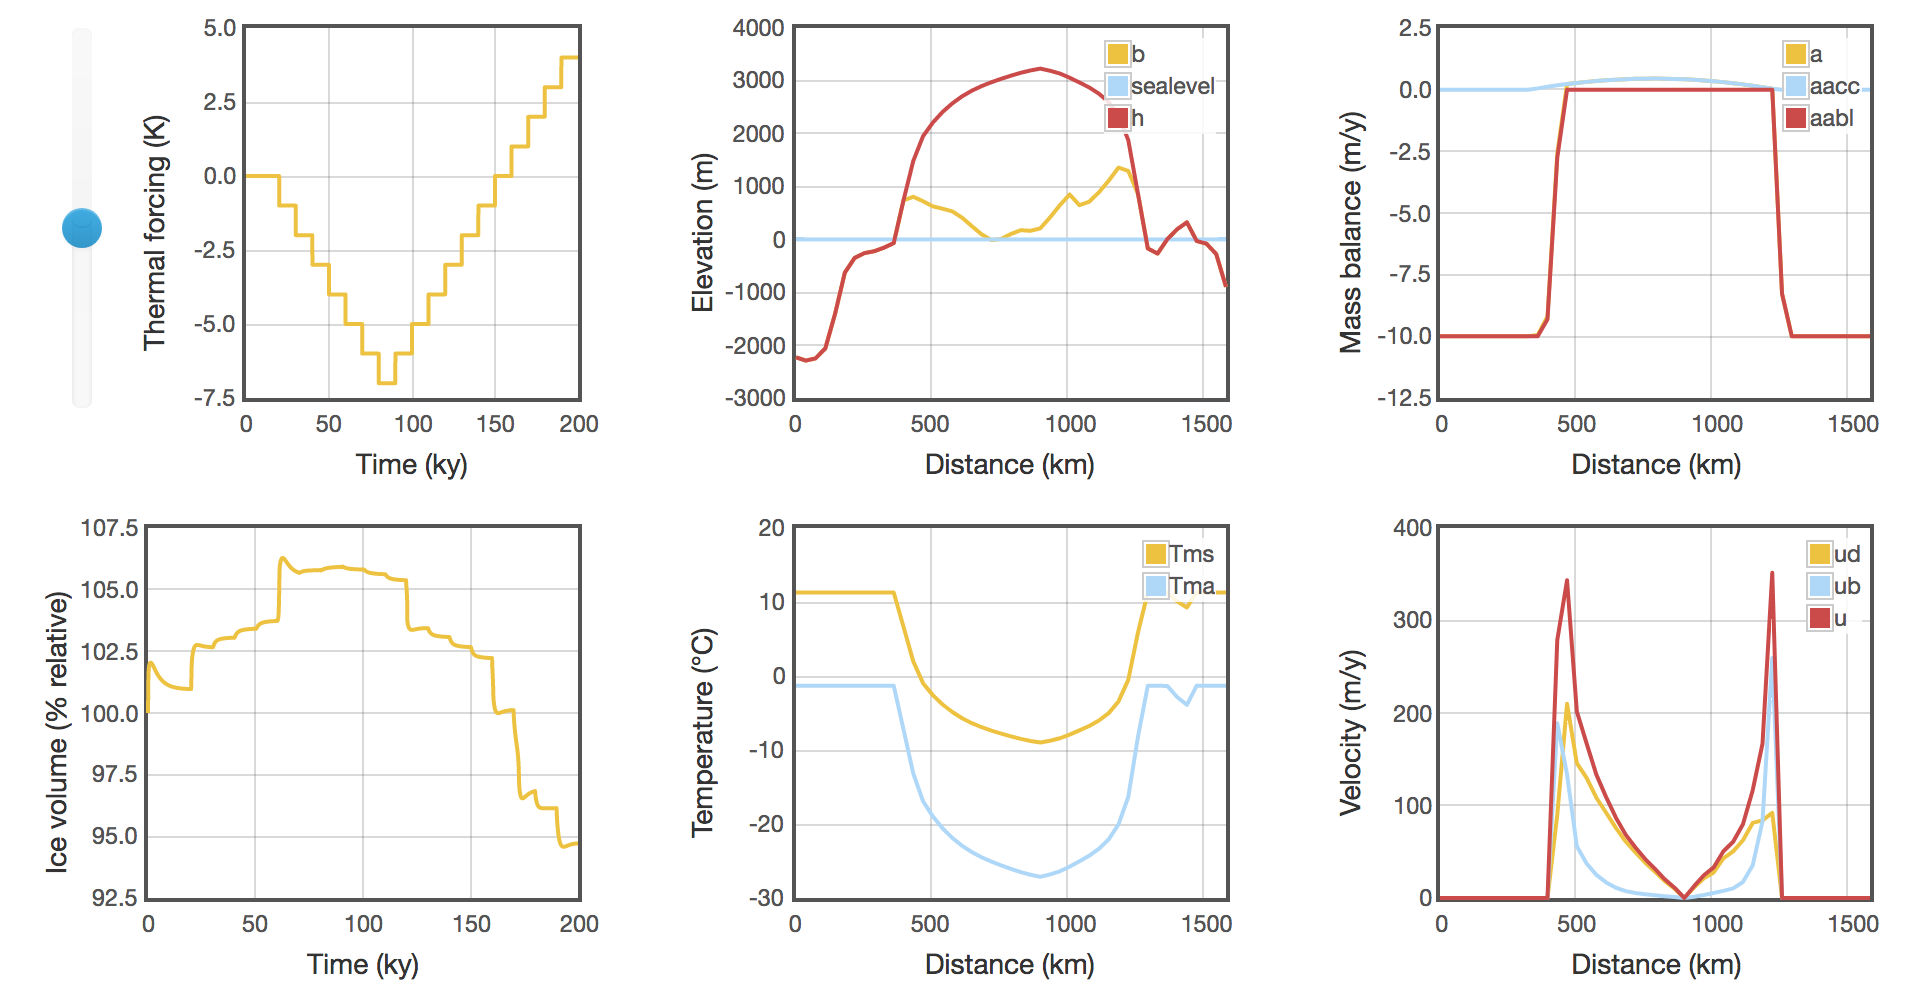 5.0
2.5
0.0
-2.5
-5.0
-7.5
0 50 100 150 200
Time (ky)
Thermal forcing (K)
4000
3000
2000
1000
0
-1000
-2000
-3000
0 500 1000 1500
Distance (km)
Elevation (m)
b
sealevel
h
2.5
0.0
-2.5
-5.0
-7.5
-10.0
-12.5
0 500 1000 1500
Distance (km)
Mass balance (m/y)
a
aacc
aabl
107.5
105.0
102.5
100.0
97.5
95.0
92.5
0 50 100 150 200
Time (ky)
Ice volume (% relative)
20
10
0
-10
-20
-30
0 500 1000 1500
Distance (km)
Temperature (°C)
Tms
Tma
400
300
200
100
0
0 500 1000 1500
Distance (km)
Velocity (m/y)
ud
ub
u